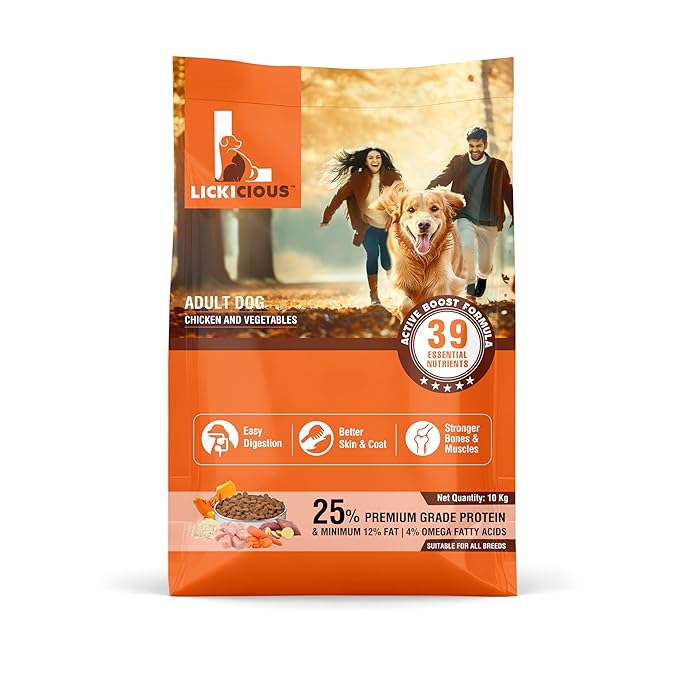 LICKICIOUS™
ADULT DOG
CHICKEN AND VEGETABLES
ACTIVE BOOST FORMULA
39
ESSENTIAL
NUTRIENTS
Easy
Digestion
Better
Skin & Coat
Stronger
Bones &
Muscles
Net Quantity: 10 Kg
25% PREMIUM GRADE PROTEIN
& MINIMUM 12% FAT | 4% OMEGA FATTY ACIDS
SUITABLE FOR ALL BREEDS